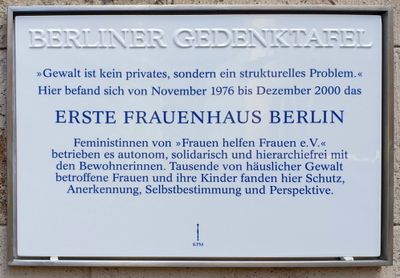 BERLINER GEDENKTAFEL
»Gewalt ist kein privates, sondern ein strukturelles Problem.«
Hier befand sich von November 1976 bis Dezember 2000 das
ERSTE FRAUENHAUS BERLIN
Feministinnen von »Frauen helfen Frauen e.V.«
betrieben es autonom, solidarisch und hierarchiefrei mit
den Bewohnerinnen. Tausende von häuslicher Gewalt
betroffene Frauen und ihre Kinder fanden hier Schutz,
Anerkennung, Selbstbestimmung und Perspektive.
KPM